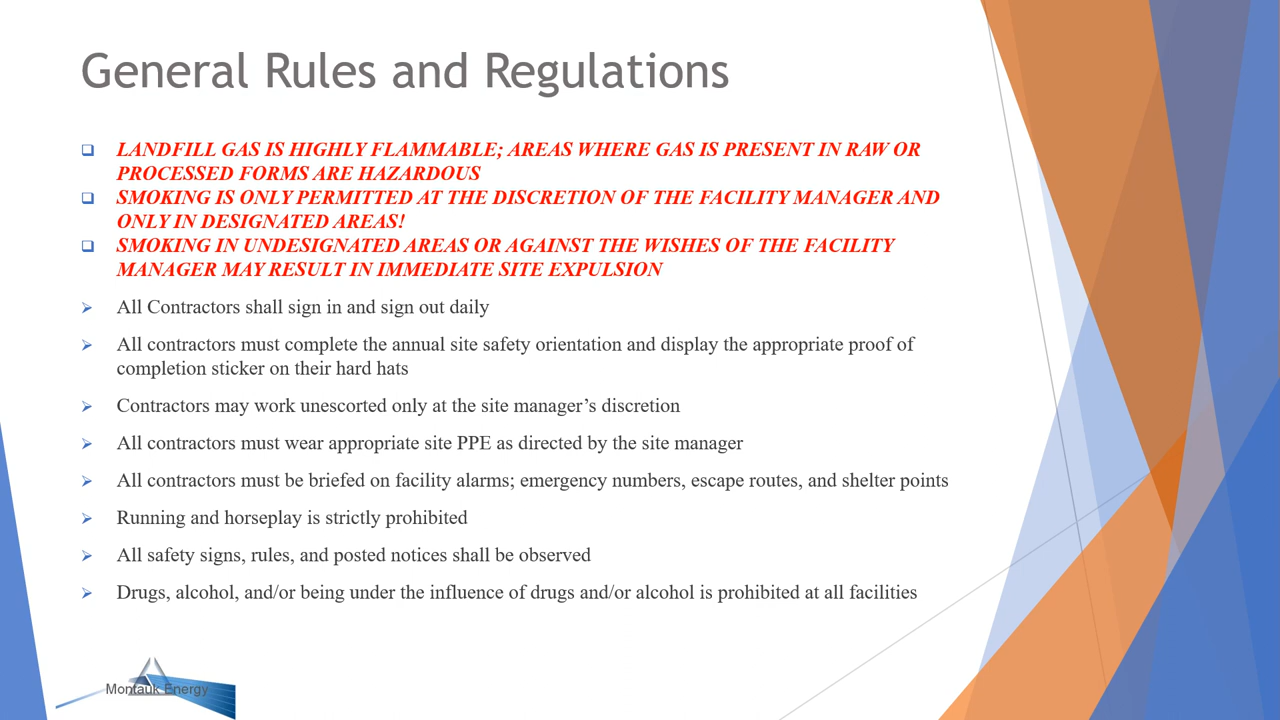 General Rules and Regulations
LANDFILL GAS IS HIGHLY FLAMMABLE; AREAS WHERE GAS IS PRESENT IN RAW OR
PROCESSED FORMS ARE HAZARDOUS
SMOKING IS ONLY PERMITTED AT THE DISCRETION OF THE FACILITY MANAGER AND
ONLY IN DESIGNATED AREAS!
SMOKING IN UNDESIGNATED AREAS OR AGAINST THE WISHES OF THE FACILITY
MANAGER MAY RESULT IN IMMEDIATE SITE EXPULSION
All Contractors shall sign in and sign out daily
All contractors must complete the annual site safety orientation and display the appropriate proof of
completion sticker on their hard hats
Contractors may work unescorted only at the site manager’s discretion
All contractors must wear appropriate site PPE as directed by the site manager
All contractors must be briefed on facility alarms; emergency numbers, escape routes, and shelter points
Running and horseplay is strictly prohibited
All safety signs, rules, and posted notices shall be observed
Drugs, alcohol, and/or being under the influence of drugs and/or alcohol is prohibited at all facilities
Montauk Energy